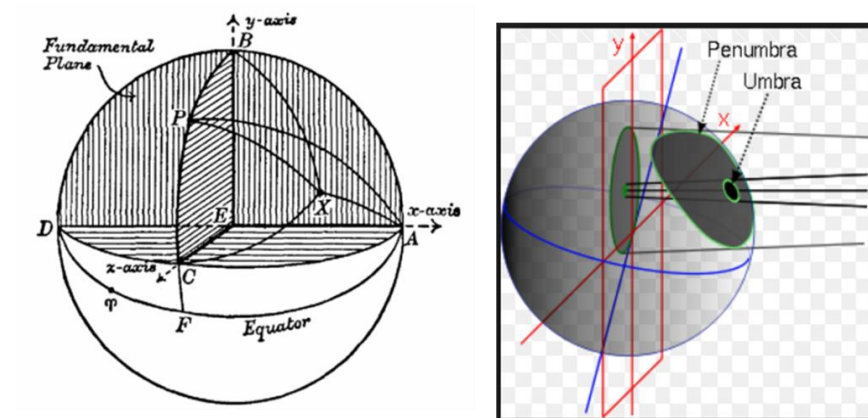 y-axis
B
Fundamental
Plane
P
X
E
x-axis
D
A
z-axis
C
φ
F
Equator
y
Penumbra
Umbra
x